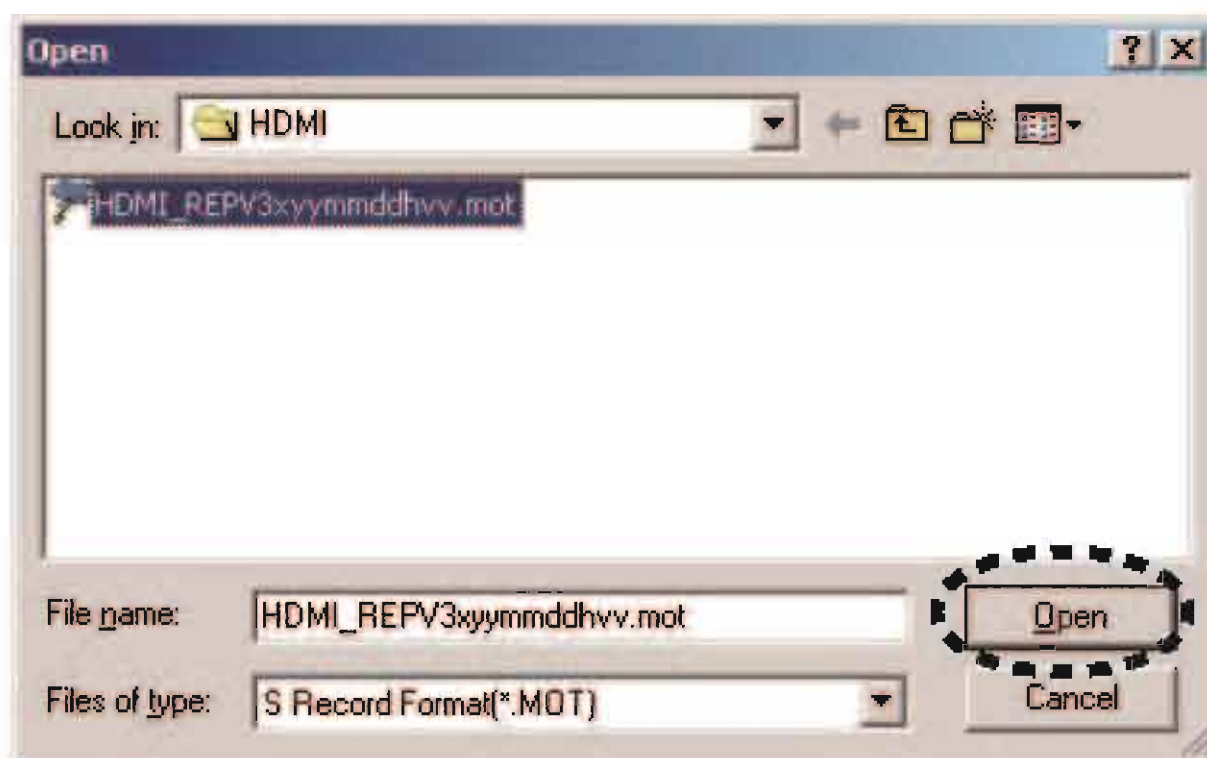 Open
Look in: HDMI
HDMI_REPV3xyymmddhvv.mot
File name: HDMI_REPV3xyymmddhvv.mot Open
Files of type: S Record Format(*.MOT) Cancel